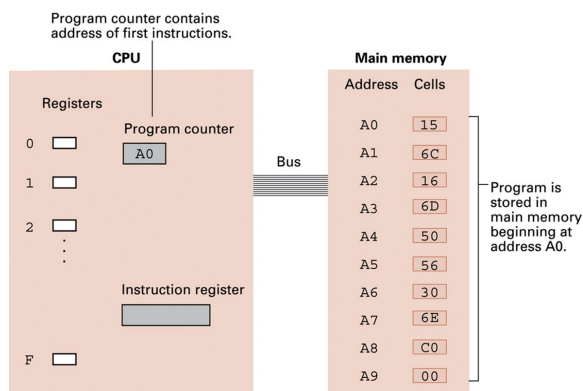 Program counter contains
address of first instructions.
CPU
Main memory
Registers
Address Cells
Program counter
A0
Bus
Instruction register
0
1
2
F
A0 15
A1 6C
A2 16
A3 6D
A4 50
A5 56
A6 30
A7 6E
A8 C0
A9 00
Program is
stored in
main memory
beginning at
address A0.